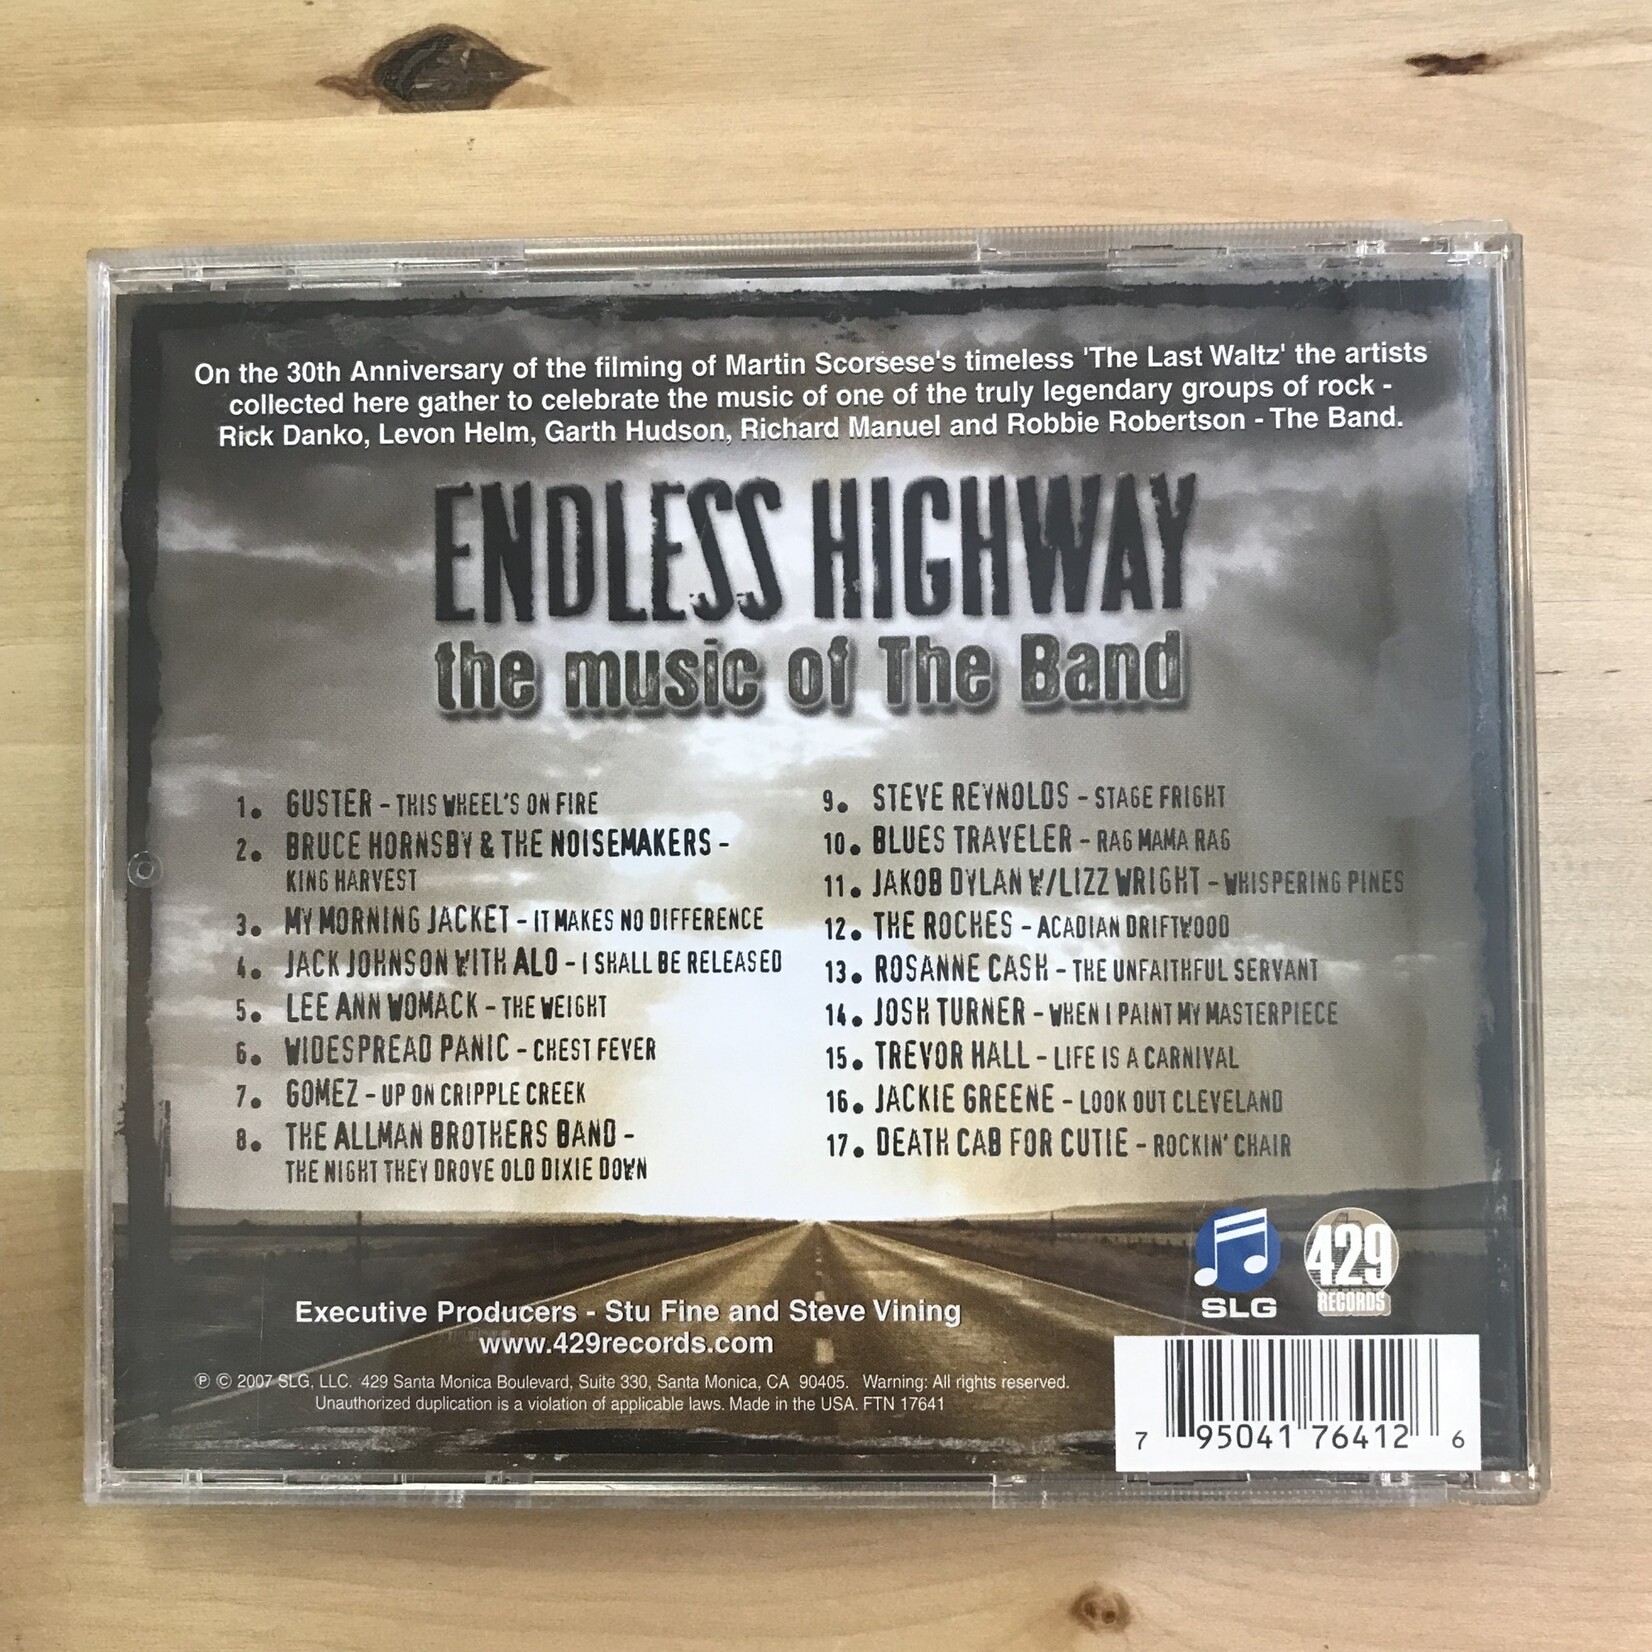 On the 30th Anniversary of the filming of Martin Scorsese's timeless 'The Last Waltz' the artists
collected here gather to celebrate the music of one of the truly legendary groups of rock -
Rick Danko, Levon Helm, Garth Hudson, Richard Manuel and Robbie Robertson - The Band.
ENDLESS HIGHWAY
the music of The Band
1. GUSTER - THIS WHEEL'S ON FIRE
2. BRUCE HORNSBY & THE NOISEMAKERS -
KING HARVEST
3. MY MORNING JACKET - IT MAKES NO DIFFERENCE
4. JACK JOHNSON WITH ALO - I SHALL BE RELEASED
5. LEE ANN WOMACK - THE WEIGHT
6. WIDESPREAD PANIC - CHEST FEVER
7. GOMEZ - UP ON CRIPPLE CREEK
8. THE ALLMAN BROTHERS BAND -
THE NIGHT THEY DROVE OLD DIXIE DOWN
9. STEVE REYNOLDS - STAGE FRIGHT
10. BLUES TRAVELER - RAG MAMA RAG
11. JAKOB DYLAN W/LIZZ WRIGHT - WHISPERING PINES
12. THE ROCHES - ACADIAN DRIFTWOOD
13. ROSANNE CASH - THE UNFAITHFUL SERVANT
14. JOSH TURNER - WHEN I PAINT MY MASTERPIECE
15. TREVOR HALL - LIFE IS A CARNIVAL
16. JACKIE GREENE - LOOK OUT CLEVELAND
17. DEATH CAB FOR CUTIE - ROCKIN' CHAIR
SLG
429
RECORDS
Executive Producers - Stu Fine and Steve Vining
www.429records.com
℗ © 2007 SLG, LLC. 429 Santa Monica Boulevard, Suite 330, Santa Monica, CA 90405. Warning: All rights reserved.
Unauthorized duplication is a violation of applicable laws. Made in the USA. FTN 17641
7 95041 76412 6